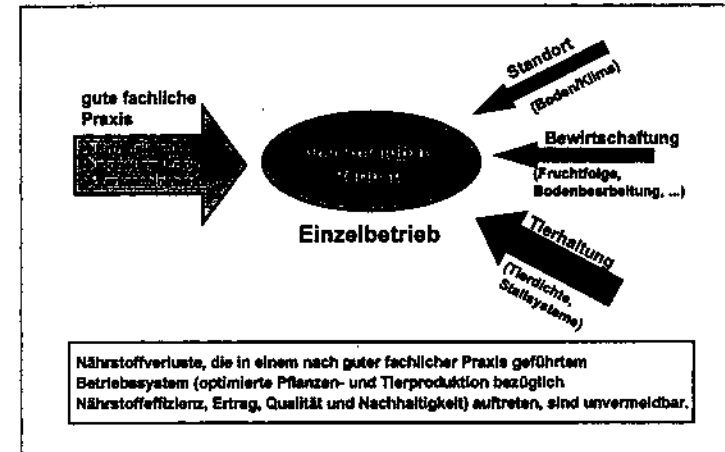 gute fachliche
Praxis
Standort
(Boden/Klima)
Bewirtschaftung
(Fruchtfolge,
Bodenbearbeitung, ...)
Tierhaltung
(Tierdichte,
Stallsysteme)
Einzelbetrieb
Nährstoffverluste, die in einem nach guter fachlicher Praxis geführtem
Betriebssystem (optimierte Pflanzen- und Tierproduktion bezüglich
Nährstoffeffizienz, Ertrag, Qualität und Nachhaltigkeit) auftreten, sind unvermeidbar.